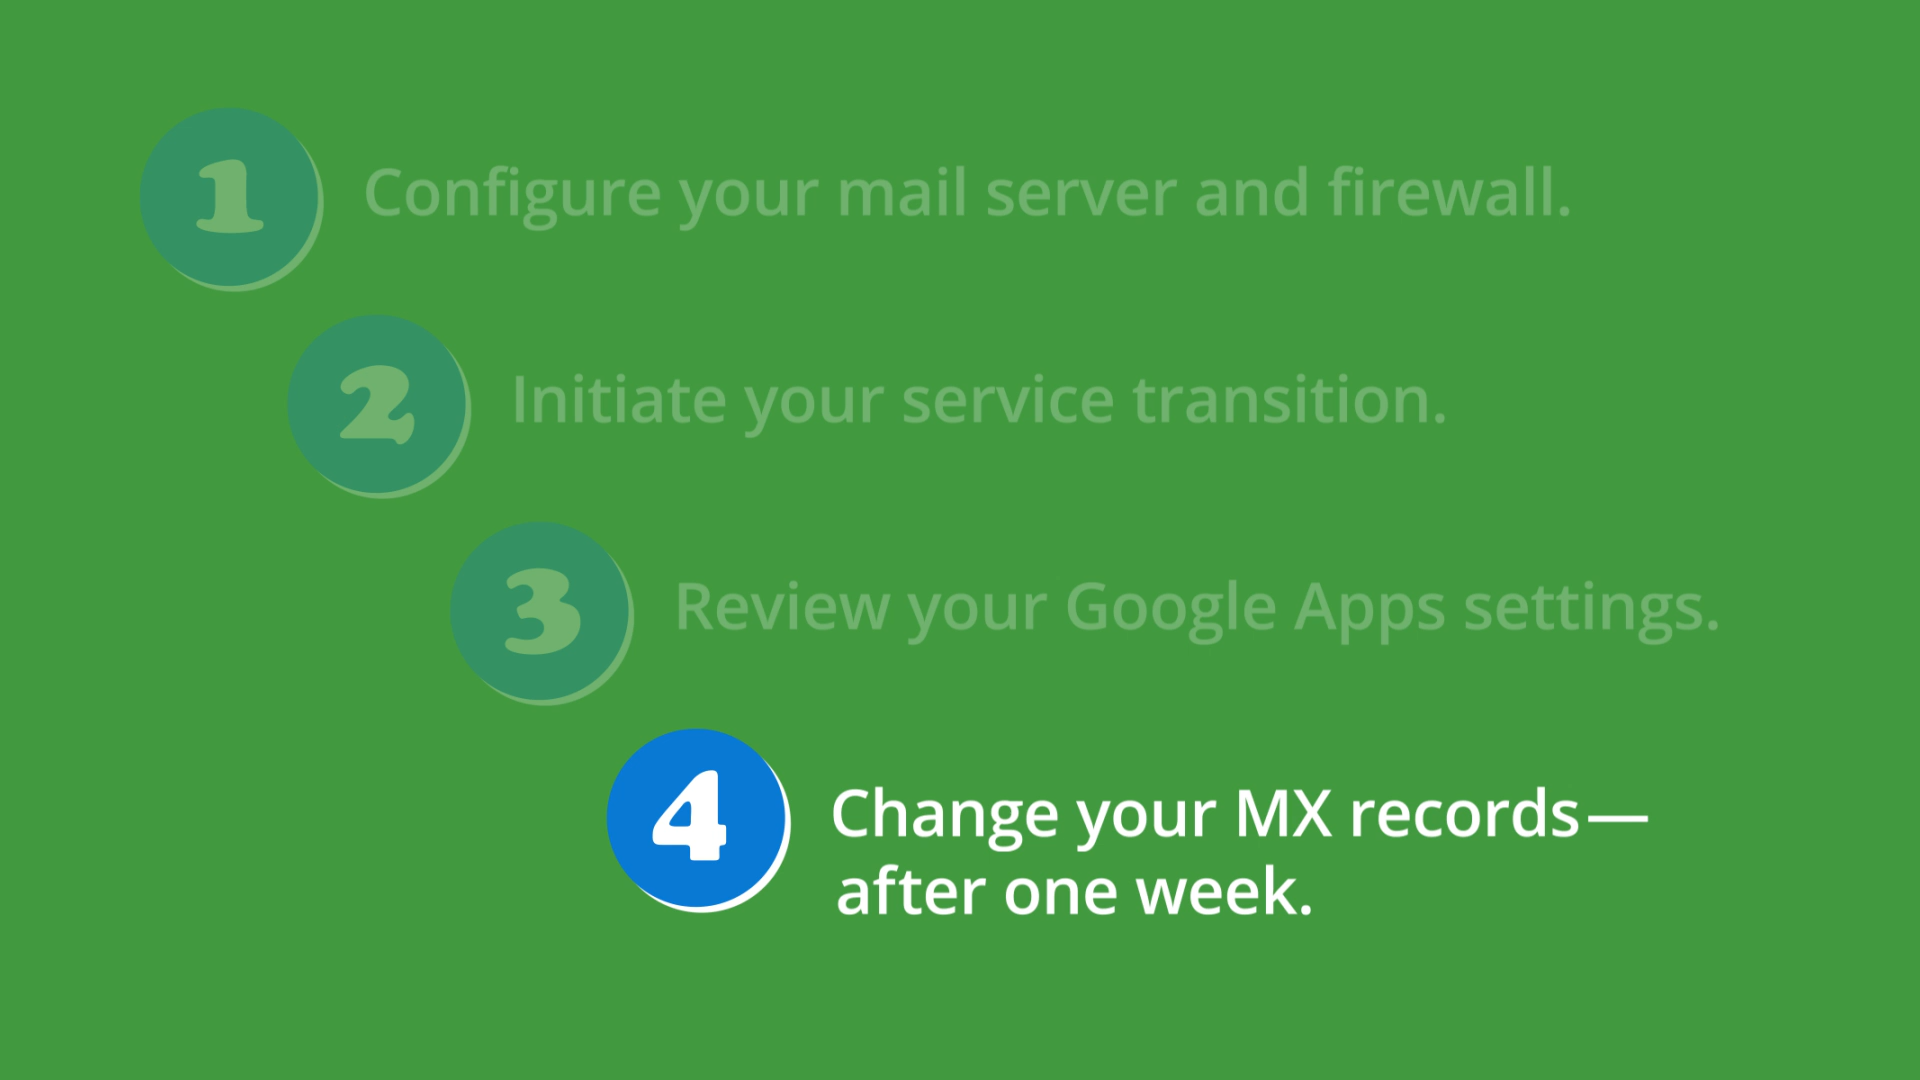 1 Configure your mail server and firewall.
2 Initiate your service transition.
3 Review your Google Apps settings.
4 Change your MX records—
after one week.